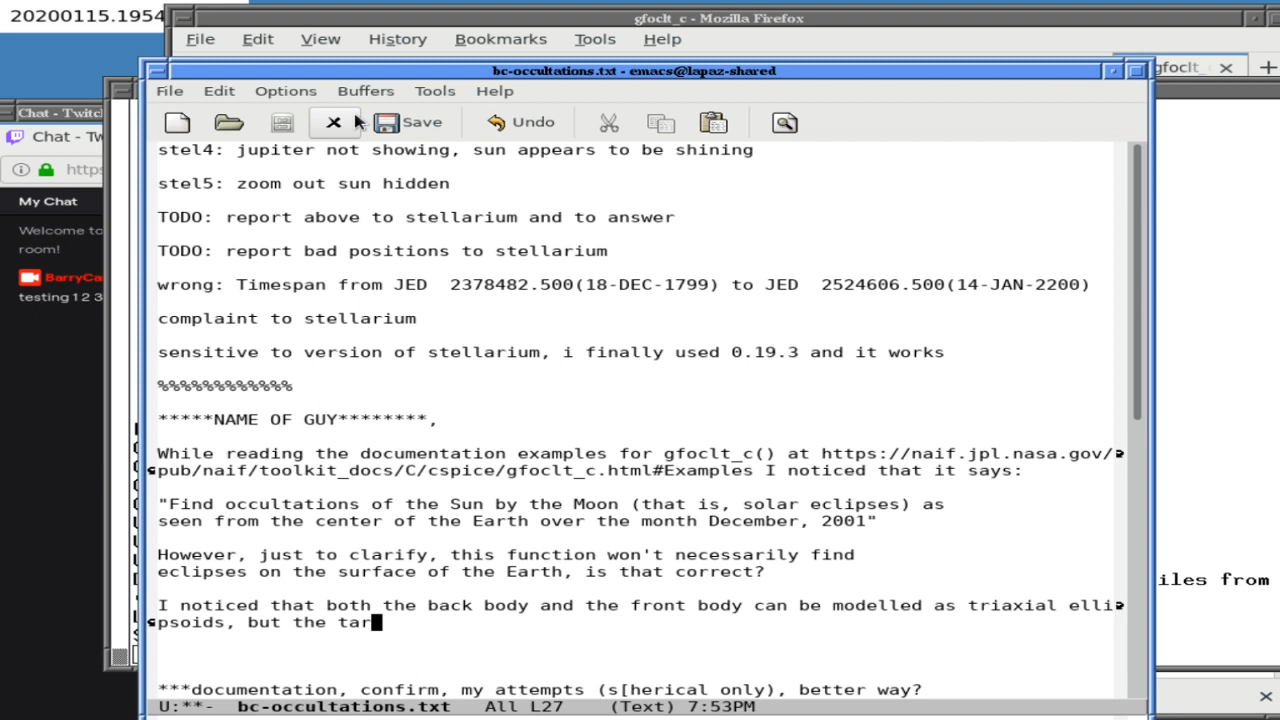 20200115.1954
gfoclt_c - Mozilla Firefox
File Edit View History Bookmarks Tools Help
gfoclt_
bc-occultations.txt - emacs@lapaz-shared
File Edit Options Buffers Tools Help
Save Undo
Chat - Twitch
Chat - Tw
https
My Chat
Welcome to
room!
BarryCa
testing 1 2 3
stel4: jupiter not showing, sun appears to be shining
stel5: zoom out sun hidden
TODO: report above to stellarium and to answer
TODO: report bad positions to stellarium
wrong: Timespan from JED  2378482.500(18-DEC-1799) to JED  2524606.500(14-JAN-2200)
complaint to stellarium
sensitive to version of stellarium, i finally used 0.19.3 and it works
%%%%%%%%%%%%
*****NAME OF GUY********,
While reading the documentation examples for gfoclt_c() at https://naif.jpl.nasa.gov/
pub/naif/toolkit_docs/C/cspice/gfoclt_c.html#Examples I noticed that it says:
"Find occultations of the Sun by the Moon (that is, solar eclipses) as
seen from the center of the Earth over the month December, 2001"
However, just to clarify, this function won't necessarily find
eclipses on the surface of the Earth, is that correct?
iles from
I noticed that both the back body and the front body can be modelled as triaxial elli
psoids, but the tar
***documentation, confirm, my attempts (s[herical only), better way?
U:**-  bc-occultations.txt   All L27    (Text) 7:53PM